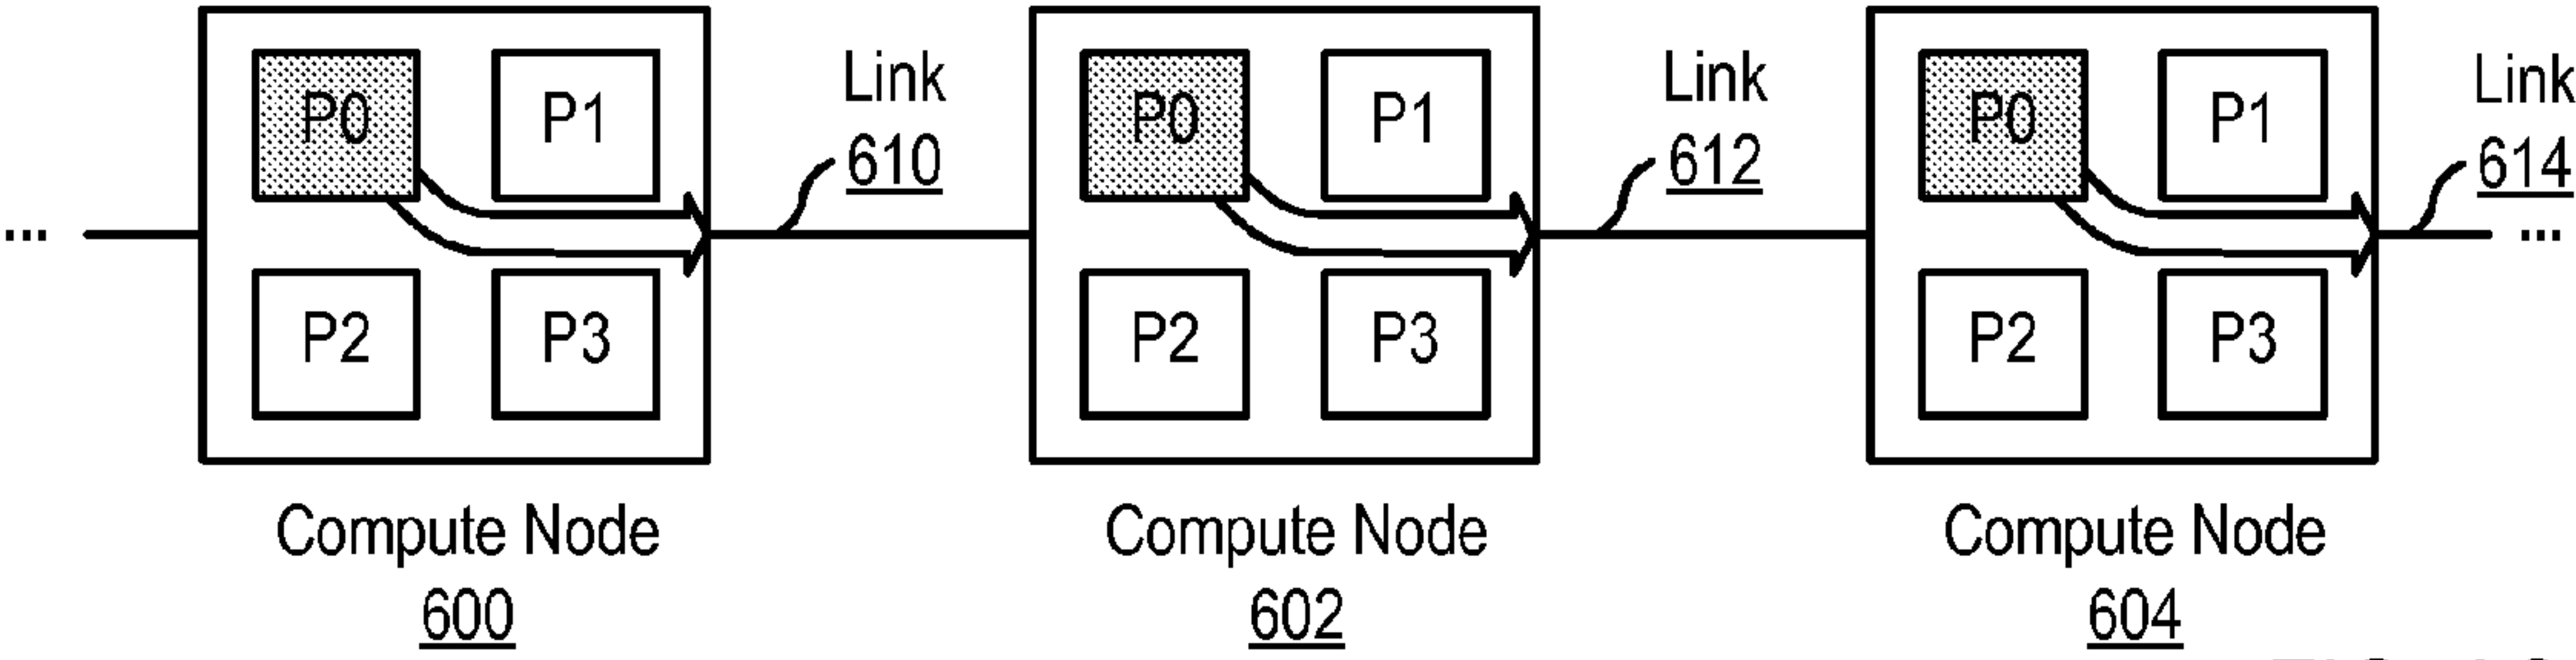 P0 P1 Link P0 P1 Link P0 P1 Link
610 612 614
... ...
P2 P3 P2 P3 P2 P3
Compute Node Compute Node Compute Node
600 602 604